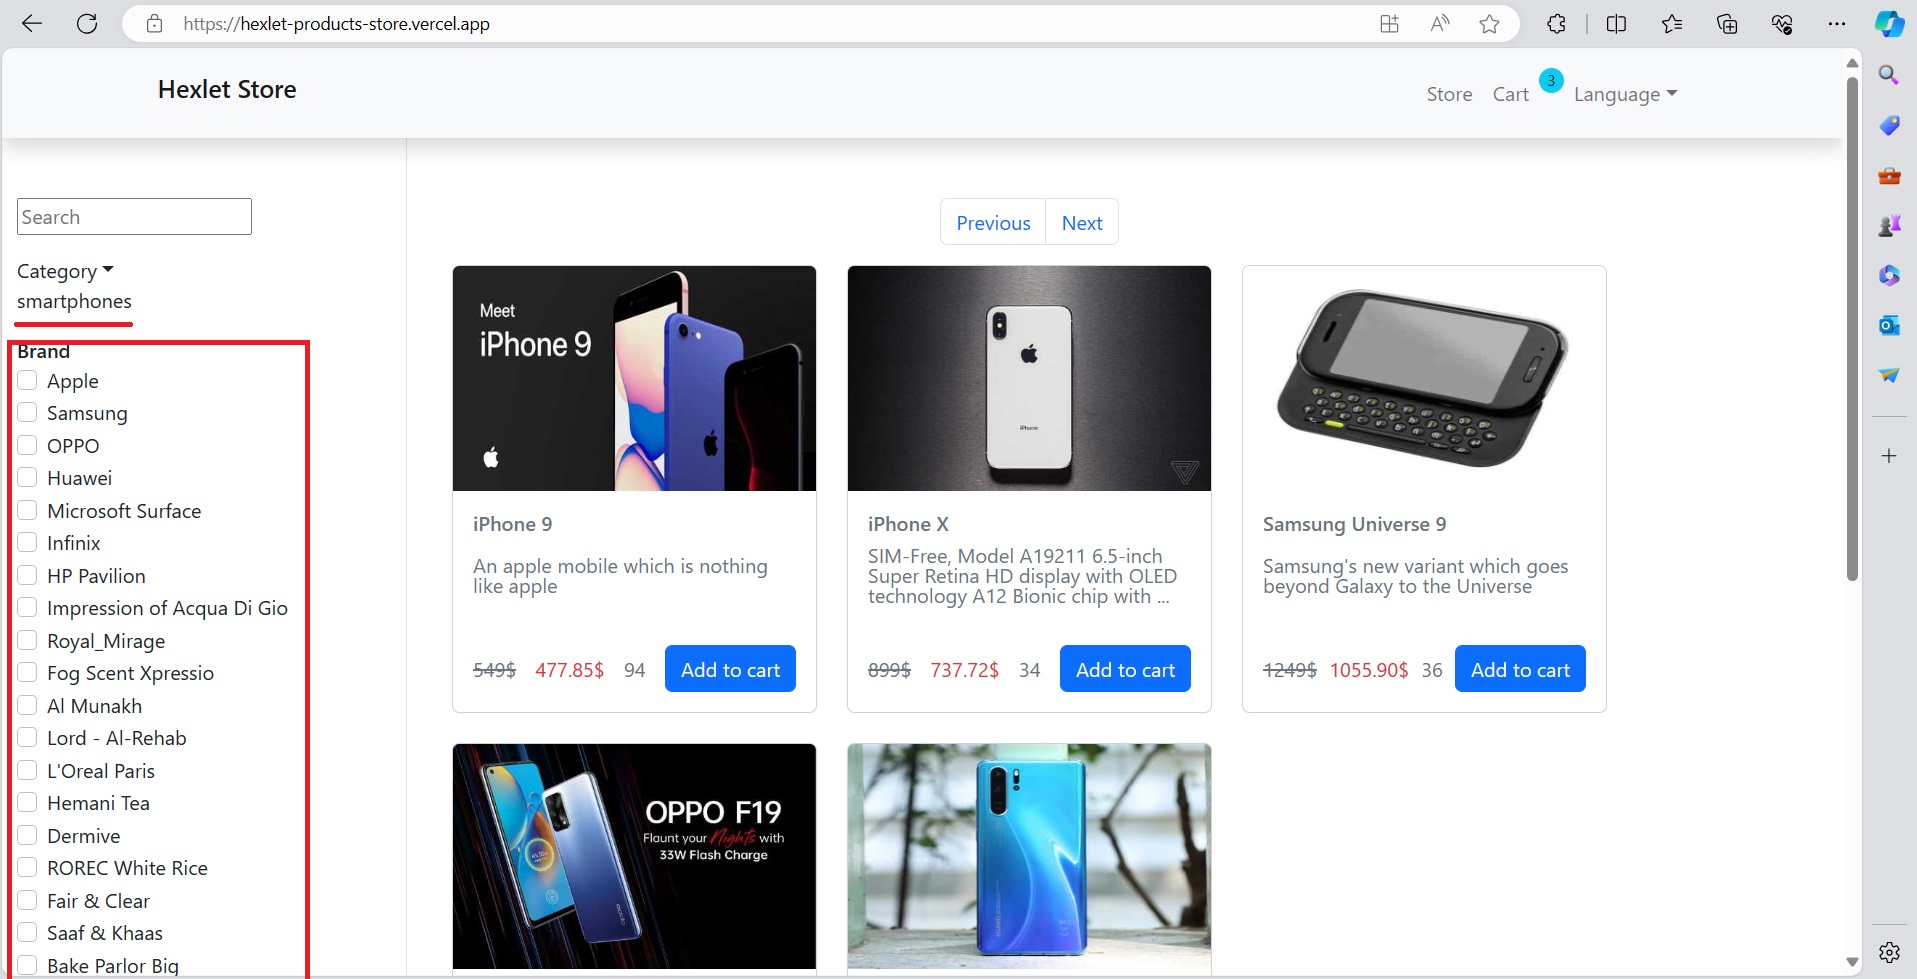 https://hexlet-products-store.vercel.app
Hexlet Store
Store
Cart
3
Language
Search
Category
smartphones
Brand
Apple
Samsung
OPPO
Huawei
Microsoft Surface
Infinix
HP Pavilion
Impression of Acqua Di Gio
Royal_Mirage
Fog Scent Xpressio
Al Munakh
Lord - Al-Rehab
L'Oreal Paris
Hemani Tea
Dermive
ROREC White Rice
Fair & Clear
Saaf & Khaas
Bake Parlor Big
Previous
Next
Meet
iPhone 9
iPhone 9
An apple mobile which is nothing
like apple
549$ 477.85$ 94 Add to cart
iPhone
iPhone X
SIM-Free, Model A19211 6.5-inch
Super Retina HD display with OLED
technology A12 Bionic chip with ...
899$ 737.72$ 34 Add to cart
Samsung Universe 9
Samsung's new variant which goes
beyond Galaxy to the Universe
1249$ 1055.90$ 36 Add to cart
OPPO F19
Flaunt your Nights with
33W Flash Charge